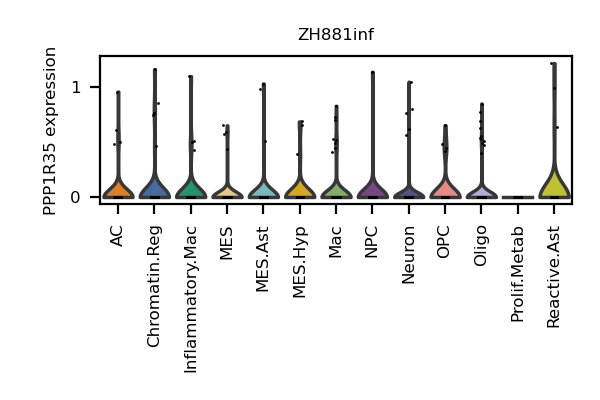 ZH881inf
PPP1R35 expression
1
0
AC
Chromatin.Reg
Inflammatory.Mac
MES
MES.Ast
MES.Hyp
Mac
NPC
Neuron
OPC
Oligo
Prolif.Metab
Reactive.Ast